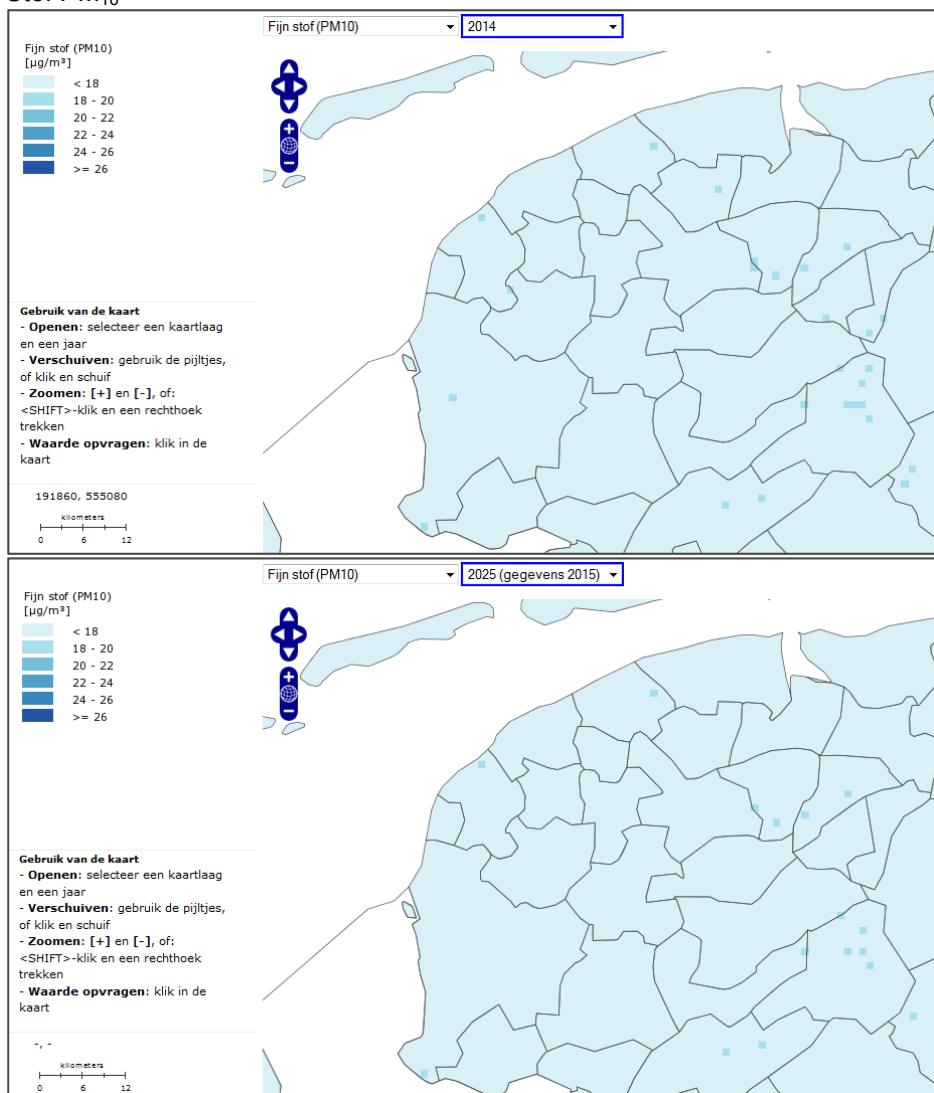 Stof PM10
Fijn stof (PM10) 2014
Fijn stof (PM10)
[µg/m³]
< 18
18 - 20
20 - 22
22 - 24
24 - 26
>= 26
Gebruik van de kaart
- Openen: selecteer een kaartlaag
en een jaar
- Verschuiven: gebruik de pijltjes,
of klik en schuif
- Zoomen: [+] en [-], of:
<SHIFT>-klik en een rechthoek
trekken
- Waarde opvragen: klik in de
kaart
191860, 555080
kilometers
0 6 12
Fijn stof (PM10) 2025 (gegevens 2015)
Fijn stof (PM10)
[µg/m³]
< 18
18 - 20
20 - 22
22 - 24
24 - 26
>= 26
Gebruik van de kaart
- Openen: selecteer een kaartlaag
en een jaar
- Verschuiven: gebruik de pijltjes,
of klik en schuif
- Zoomen: [+] en [-], of:
<SHIFT>-klik en een rechthoek
trekken
- Waarde opvragen: klik in de
kaart
-, -
kilometers
0 6 12